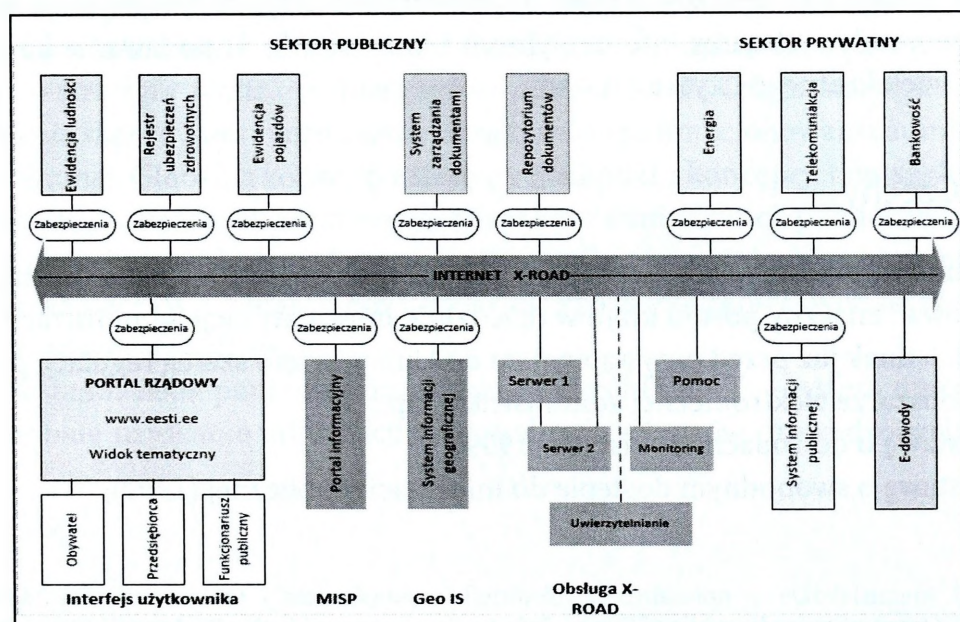 SEKTOR PUBLICZNY
SEKTOR PRYWATNY
Ewidencja ludności
Rejestr
ubezpieczeń
zdrowotnych
Ewidencja
pojazdów
System
zarządzania
dokumentami
Repozytorium
dokumentów
Energia
Telekomiakcja
Bankowość
Zabezpieczenia
Zabezpieczenia
Zabezpieczenia
Zabezpieczenia
Zabezpieczenia
Zabezpieczenia
Zabezpieczenia
Zabezpieczenia
INTERNET X-ROAD
Zabezpieczenia
Zabezpieczenia
Zabezpieczenia
Zabezpieczenia
PORTAL RZĄDOWY
www.eesti.ee
Widok tematyczny
Portal informacyjny
System informacji
geograficznej
Serwer 1
Pomoc
Serwer 2
Monitoring
Uwierzytelnianie
System informacji
publicznej
E-dowody
Obywatel
Przedsiębiorca
Funkcjonariusz
publiczny
Interfejs użytkownika
MISP
Geo IS
Obsługa X-
ROAD